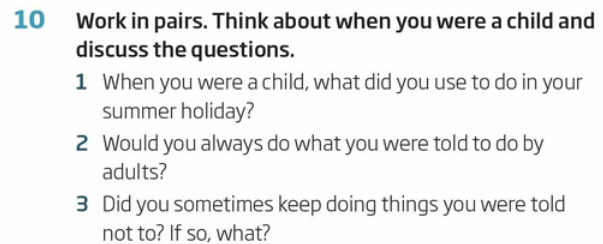 10 Work in pairs. Think about when you were a child and
discuss the questions.
1 When you were a child, what did you use to do in your
summer holiday?
2 Would you always do what you were told to do by
adults?
3 Did you sometimes keep doing things you were told
not to? If so, what?